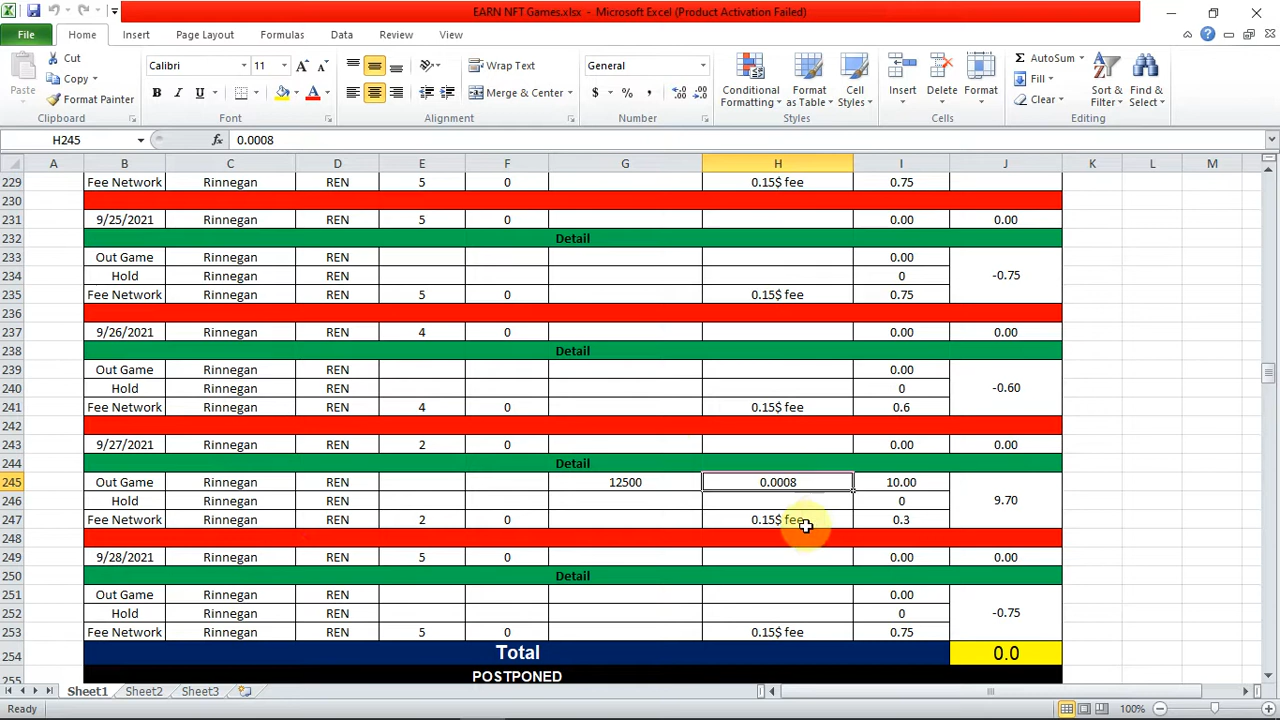 EARN NFT Games.xlsx - Microsoft Excel (Product Activation Failed)
File Home Insert Page Layout Formulas Data Review View
Paste Cut Copy Format Painter Clipboard
Calibri 11 A A B I U A Font
Wrap Text Merge & Center Alignment
General $ % , .0 .00 .00 .0 Number
Conditional Formatting Format as Table Cell Styles Styles
Insert Delete Format Cells
Σ AutoSum Fill Clear Sort & Filter Find & Select Editing
H245 fx 0.0008
A B C D E F G H I J K L M
229 Fee Network Rinnegan REN 5 0 0.15$ fee 0.75
230
231 9/25/2021 Rinnegan REN 5 0 0.00 0.00
232 Detail
233 Out Game Rinnegan REN 0.00
234 Hold Rinnegan REN 0 -0.75
235 Fee Network Rinnegan REN 5 0 0.15$ fee 0.75
236
237 9/26/2021 Rinnegan REN 4 0 0.00 0.00
238 Detail
239 Out Game Rinnegan REN 0.00
240 Hold Rinnegan REN 0 -0.60
241 Fee Network Rinnegan REN 4 0 0.15$ fee 0.6
242
243 9/27/2021 Rinnegan REN 2 0 0.00 0.00
244 Detail
245 Out Game Rinnegan REN 12500 0.0008 10.00
246 Hold Rinnegan REN 0 9.70
247 Fee Network Rinnegan REN 2 0 0.15$ fee 0.3
248
249 9/28/2021 Rinnegan REN 5 0 0.00 0.00
250 Detail
251 Out Game Rinnegan REN 0.00
252 Hold Rinnegan REN 0 -0.75
253 Fee Network Rinnegan REN 5 0 0.15$ fee 0.75
254 Total 0.0
255 POSTPONED
Sheet1 Sheet2 Sheet3
Ready 100%